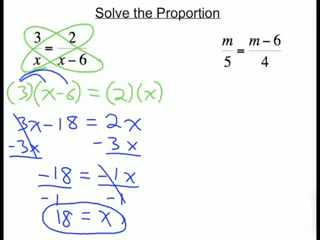 Solve the Proportion
3/x = 2/(x-6)
m/5 = (m-6)/4
(3)(x-6) = (2)(x)
3x-18 = 2x
-3x -3x
-18 = -1x
-1 -1
18 = x